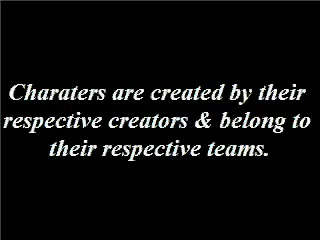 Charaters are created by their
respective creators & belong to
their respective teams.